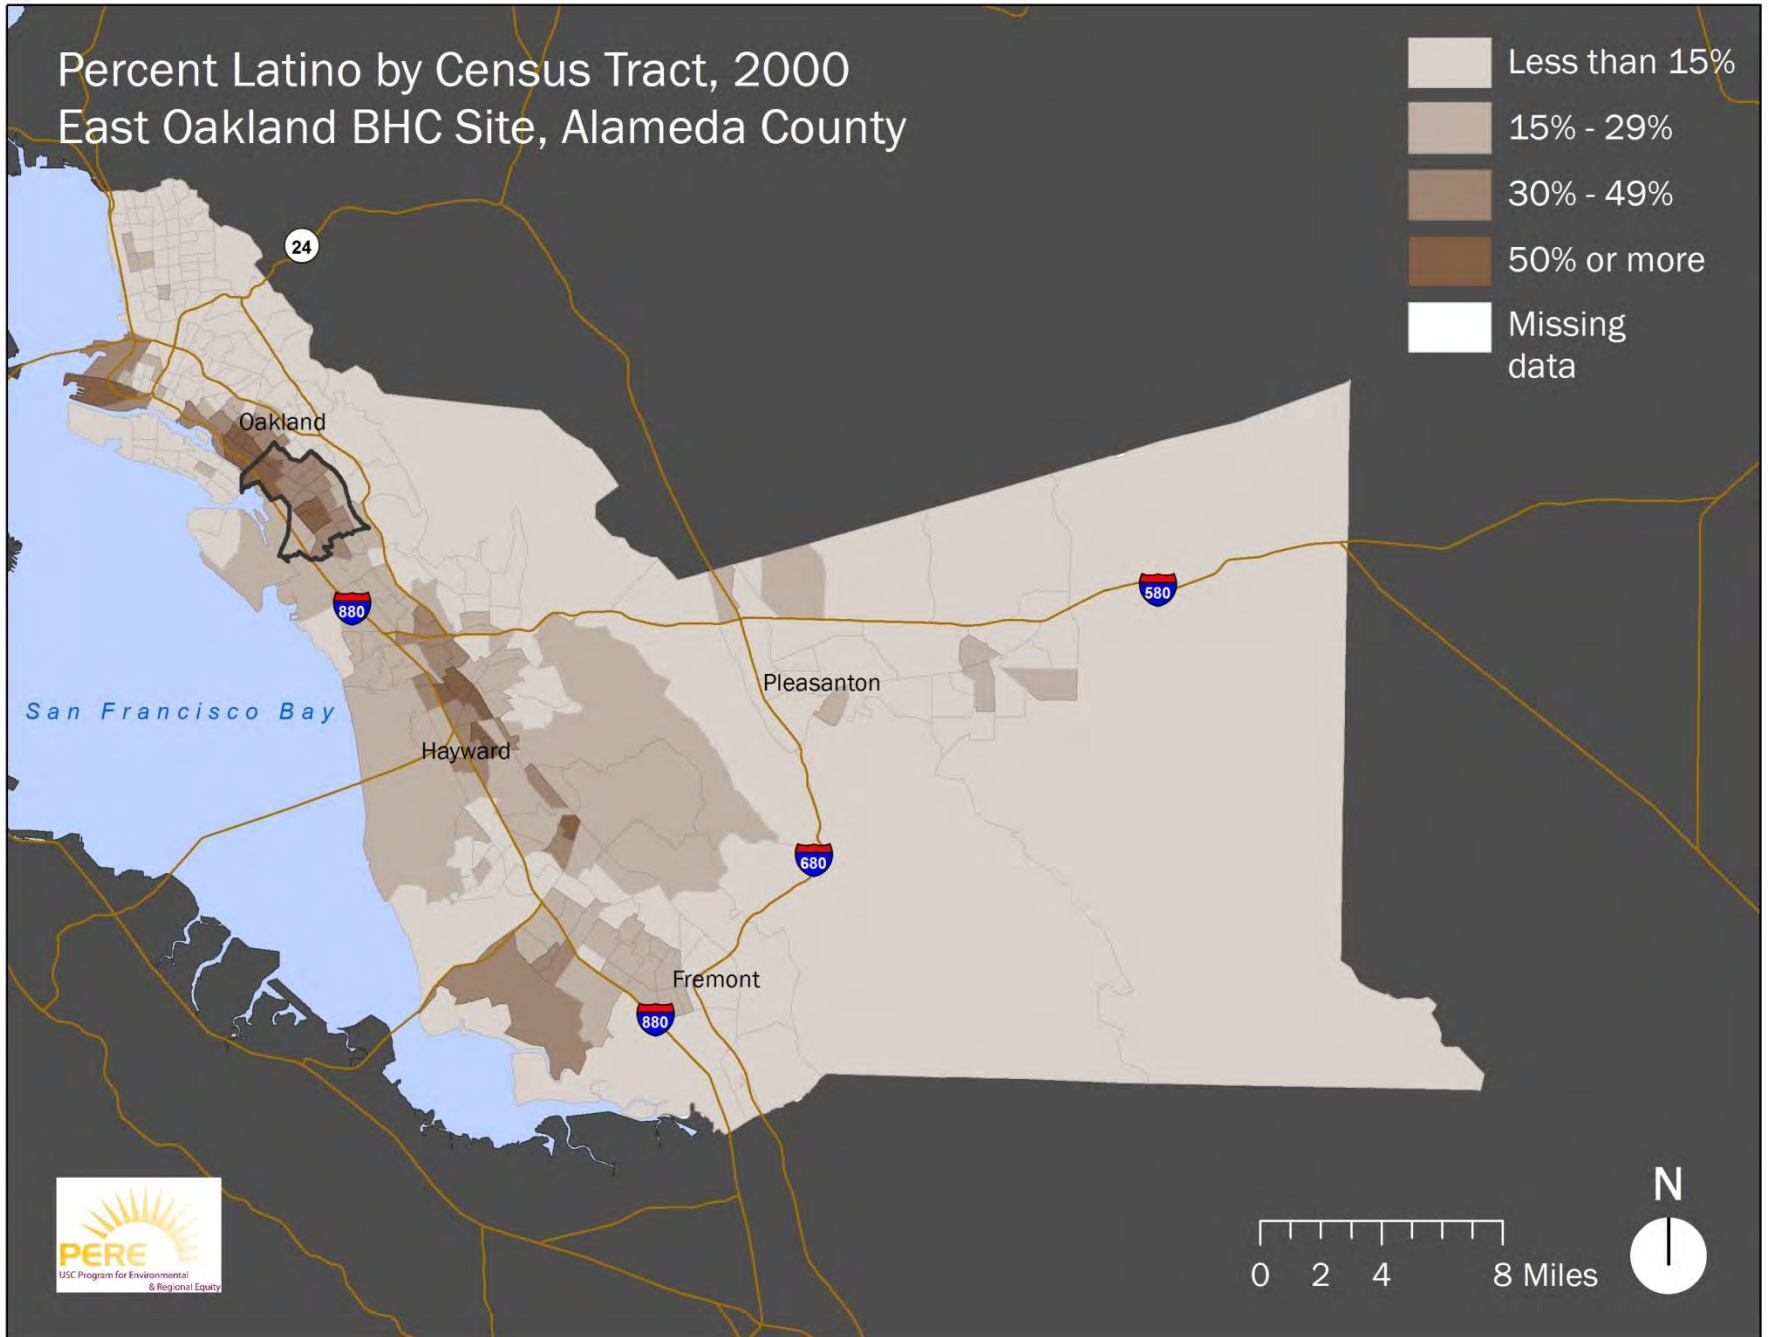 Percent Latino by Census Tract, 2000
East Oakland BHC Site, Alameda County
Less than 15%
15% - 29%
30% - 49%
50% or more
Missing
data
24
Oakland
880
580
Pleasanton
San Francisco Bay
Hayward
680
Fremont
880
PERE
USC Program for Environmental
& Regional Equity
N
0 2 4 8 Miles